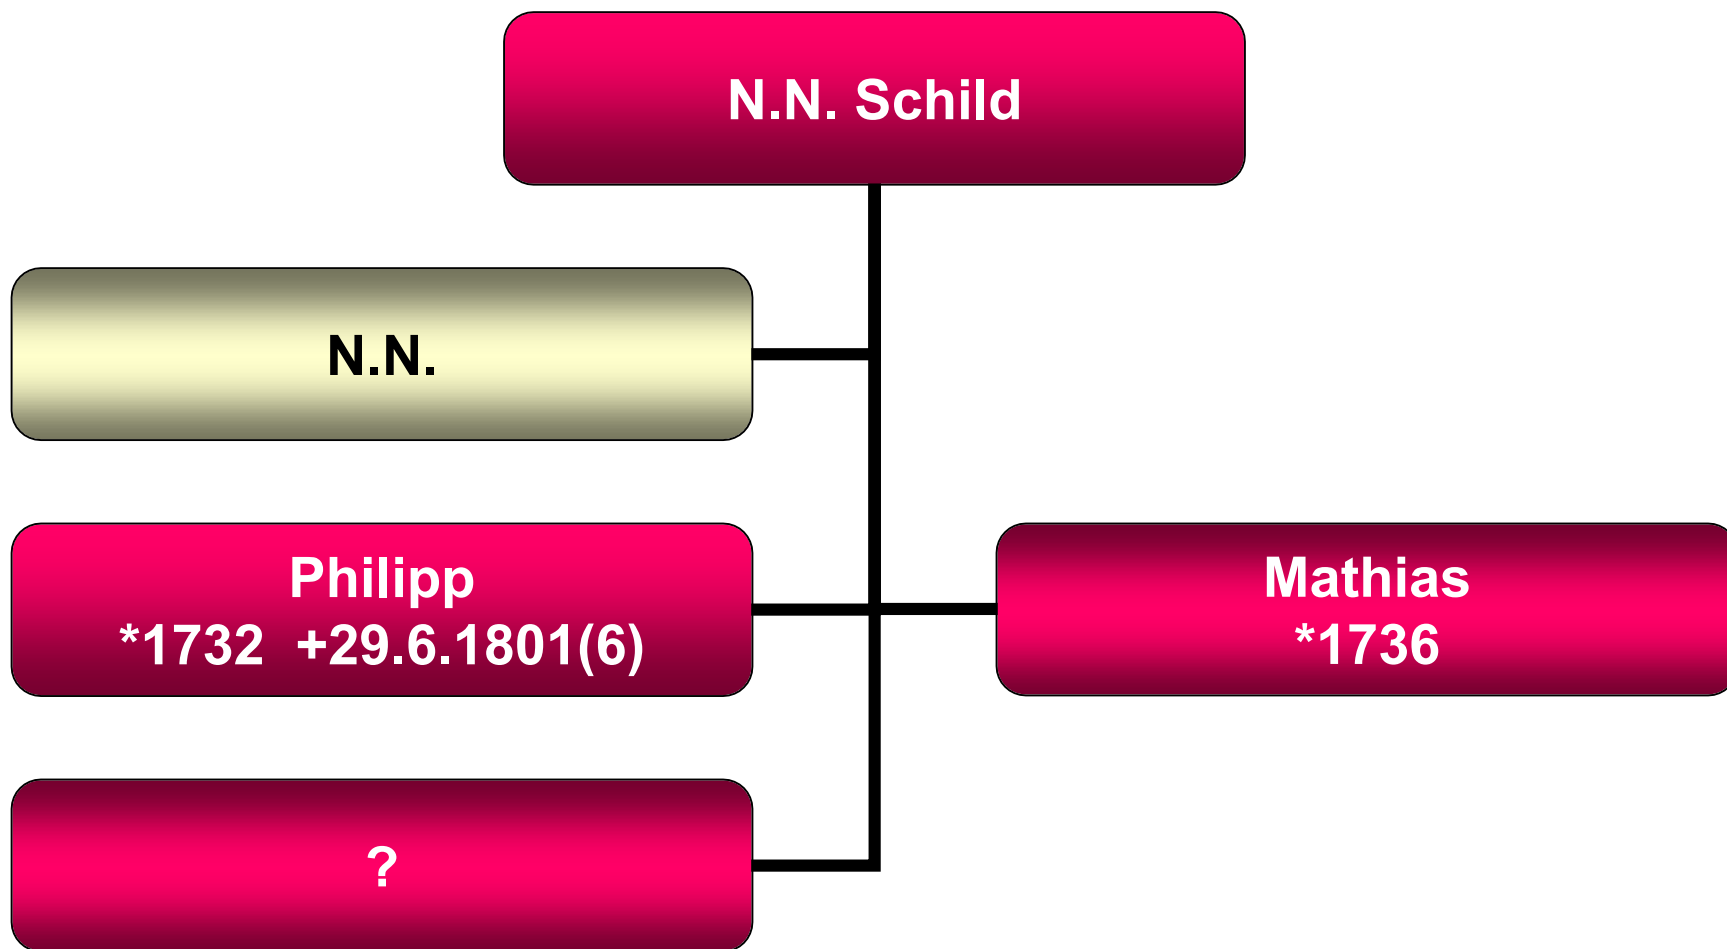 N.N. Schild
N.N.
Philipp
*1732  +29.6.1801(6)
Mathias
*1736
?